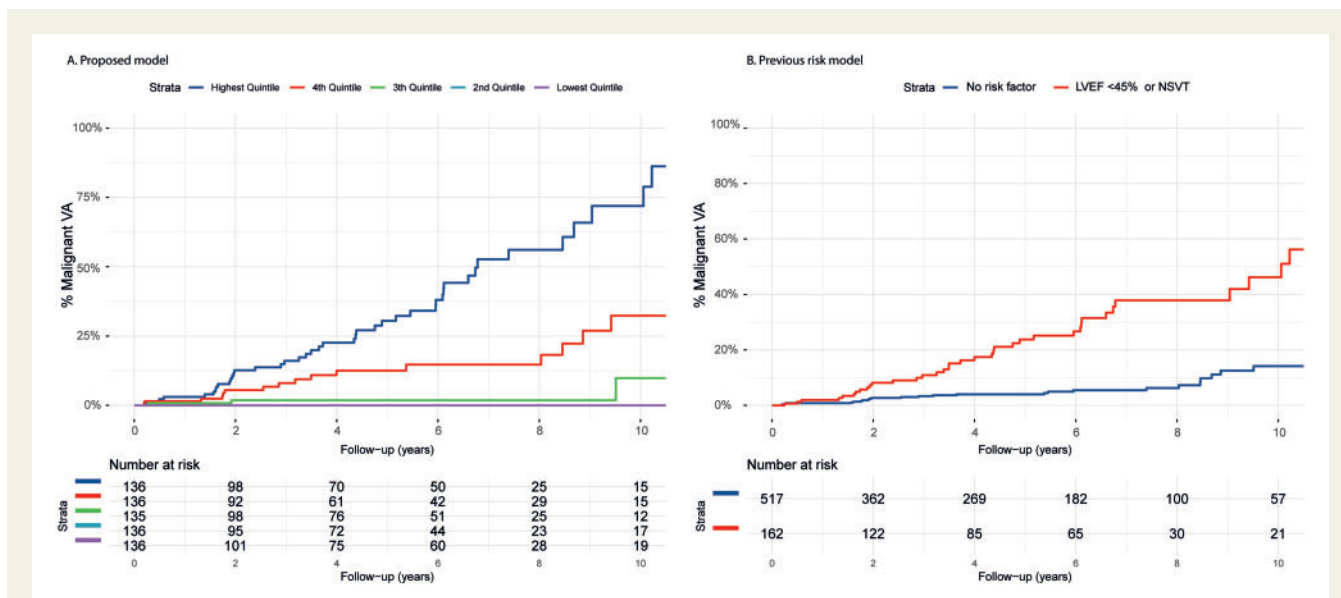 A. Proposed model
Strata Highest Quintile 4th Quintile 3th Quintile 2nd Quintile Lowest Quintile
100%
75%
50%
25%
0%
% Malignant VA
0 2 4 6 8 10
Follow-up (years)
Number at risk
Strata
136 98 70 50 25 15
136 92 61 42 29 15
135 98 76 51 25 12
136 95 72 44 23 17
136 101 75 60 28 19
0 2 4 6 8 10
Follow-up (years)
B. Previous risk model
Strata No risk factor LVEF <45% or NSVT
100%
80%
60%
40%
20%
0%
% Malignant VA
0 2 4 6 8 10
Follow-up (years)
Number at risk
Strata
517 362 269 182 100 57
162 122 85 65 30 21
0 2 4 6 8 10
Follow-up (years)